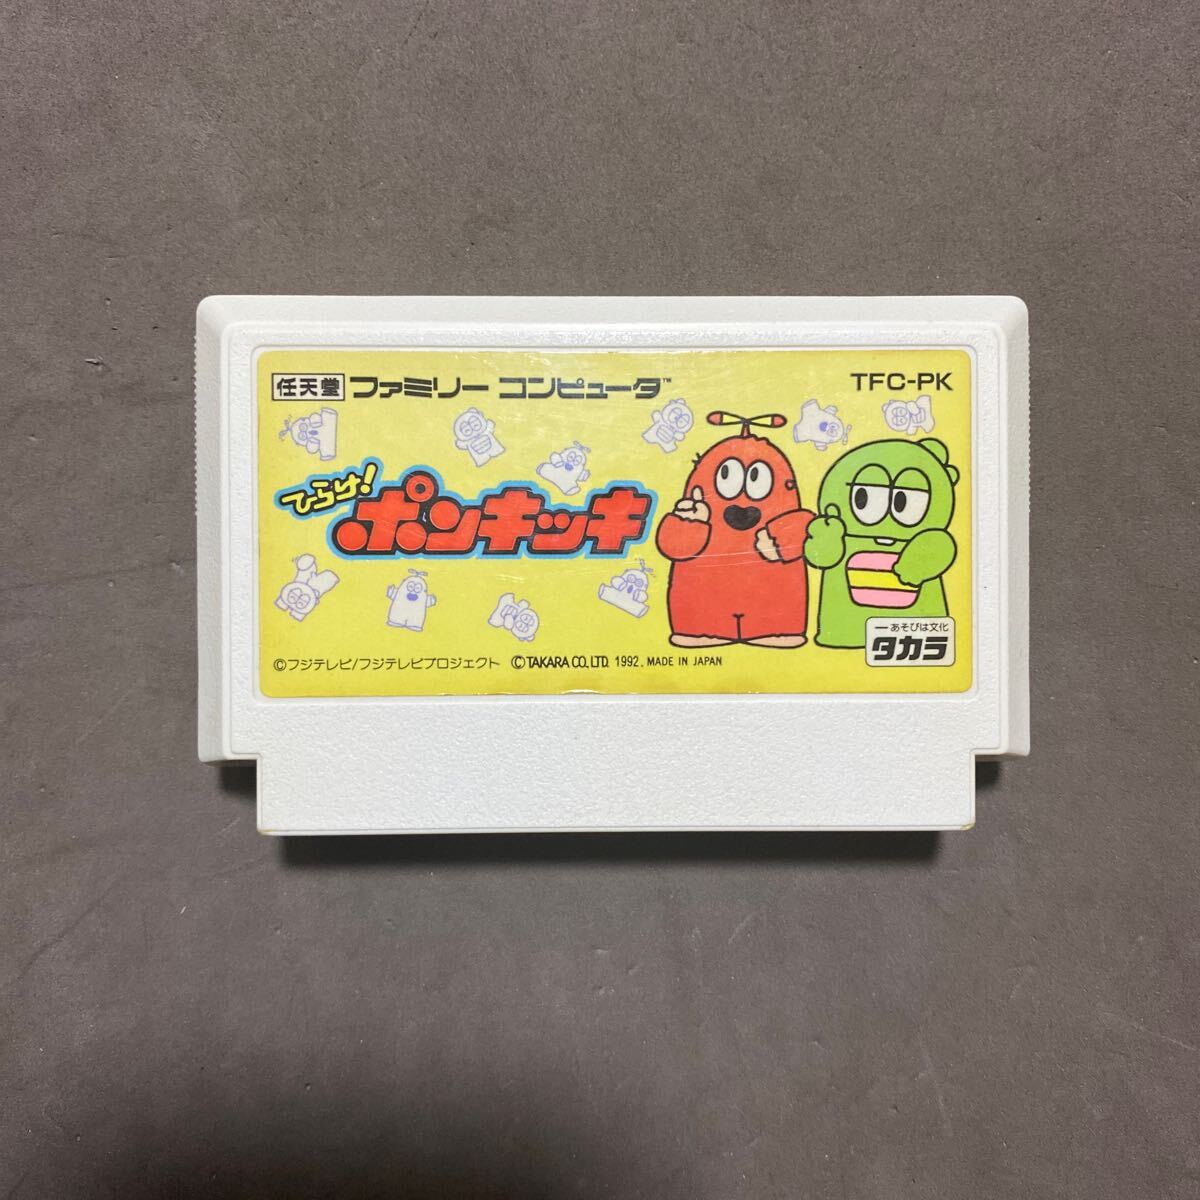 任天堂 ファミリー コンピュータ™ TFC-PK
ひらけ!
ポンキッキ
ーあそびは文化
タカラ
©フジテレビ/フジテレビプロジェクト ©TAKARA CO.,LTD. 1992. MADE IN JAPAN